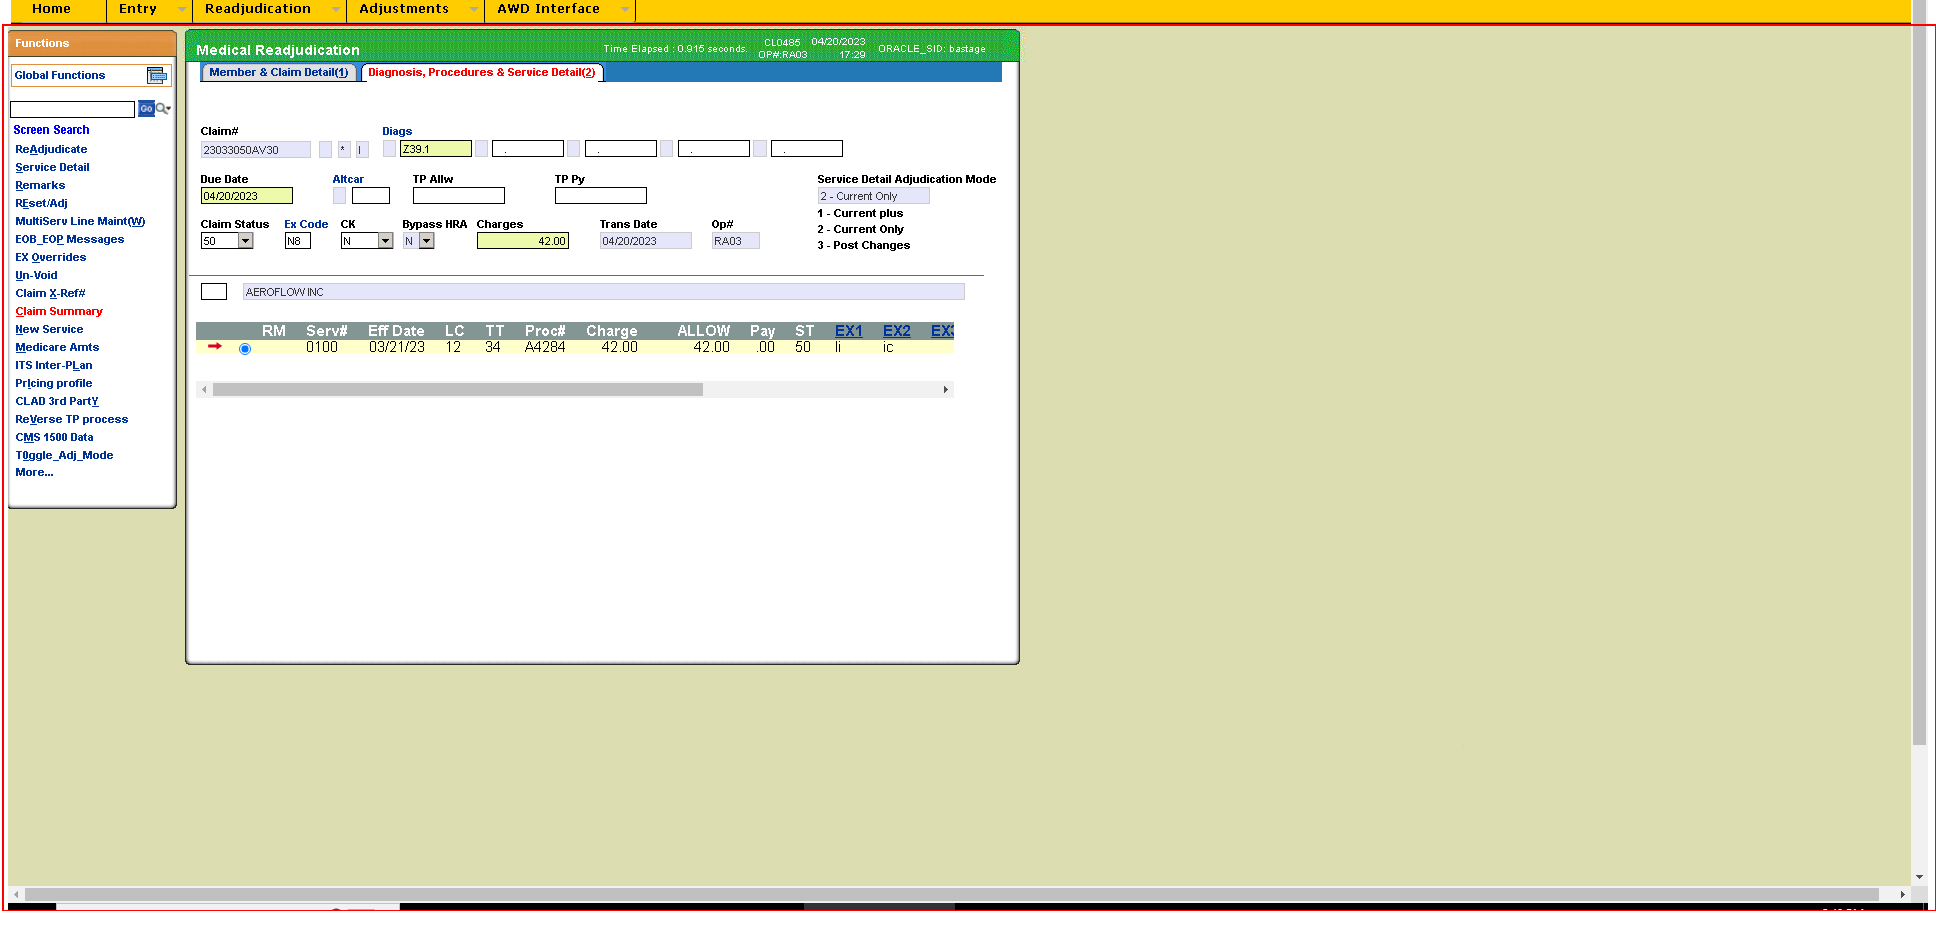 Home Entry Readjudication Adjustments AWD Interface
Functions
Global Functions
Go
Screen Search
ReAdjudicate
Service Detail
Remarks
REset/Adj
MultiServ Line Maint(W)
EOB_EOP Messages
EX Overrides
Un-Void
Claim X-Ref#
Claim Summary
New Service
Medicare Amts
ITS Inter-PLan
PrIcing profile
CLAD 3rd PartY
ReVerse TP process
CMS 1500 Data
T0ggle_Adj_Mode
More...
Medical Readjudication
Time Elapsed : 0.915 seconds.
CL0485 04/20/2023
OP#:RA03 17:29
ORACLE_SID: bastage
Member & Claim Detail(1) Diagnosis, Procedures & Service Detail(2)
Claim# Diags
23033050AV30 * I Z39.1 . . . .
Due Date Altcar TP Allw TP Py Service Detail Adjudication Mode
04/20/2023 2 - Current Only
1 - Current plus
2 - Current Only
3 - Post Changes
Claim Status Ex Code CK Bypass HRA Charges Trans Date Op#
50 N8 N N 42.00 04/20/2023 RA03
AEROFLOW INC
RM Serv# Eff Date LC TT Proc# Charge ALLOW Pay ST EX1 EX2
0100 03/21/23 12 34 A4284 42.00 42.00 .00 50 li ic